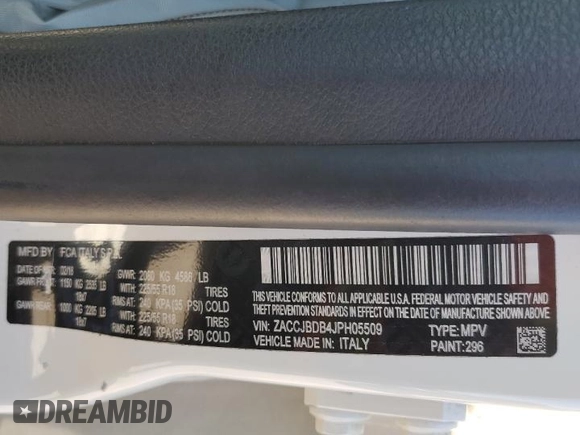 MFD BY FCA ITALY S.P.A.
DATE OF MFR 02/18 GVWR: 2080 KG 4586 LB
GAWR FRONT: 1150 KG 2535 LB TIRES
18x7 225/55 R18
RIMS AT: 240 KPA(35 PSI) COLD
GAWR REAR: 1000 KG 2205 LB TIRES
18x7 225/55 R18
RIMS AT: 240 KPA(35 PSI) COLD
THIS VEHICLE CONFORMS TO ALL APPLICABLE U.S.A. FEDERAL MOTOR VEHICLE SAFETY, BUMPER, AND
THEFT PREVENTION STANDARDS IN EFFECT ON THE DATE OF MANUFACTURE SHOWN ABOVE.
VIN: ZACCJBDB4JPH05509 TYPE: MPV
VEHICLE MADE IN: ITALY PAINT: 296
DREAMBID